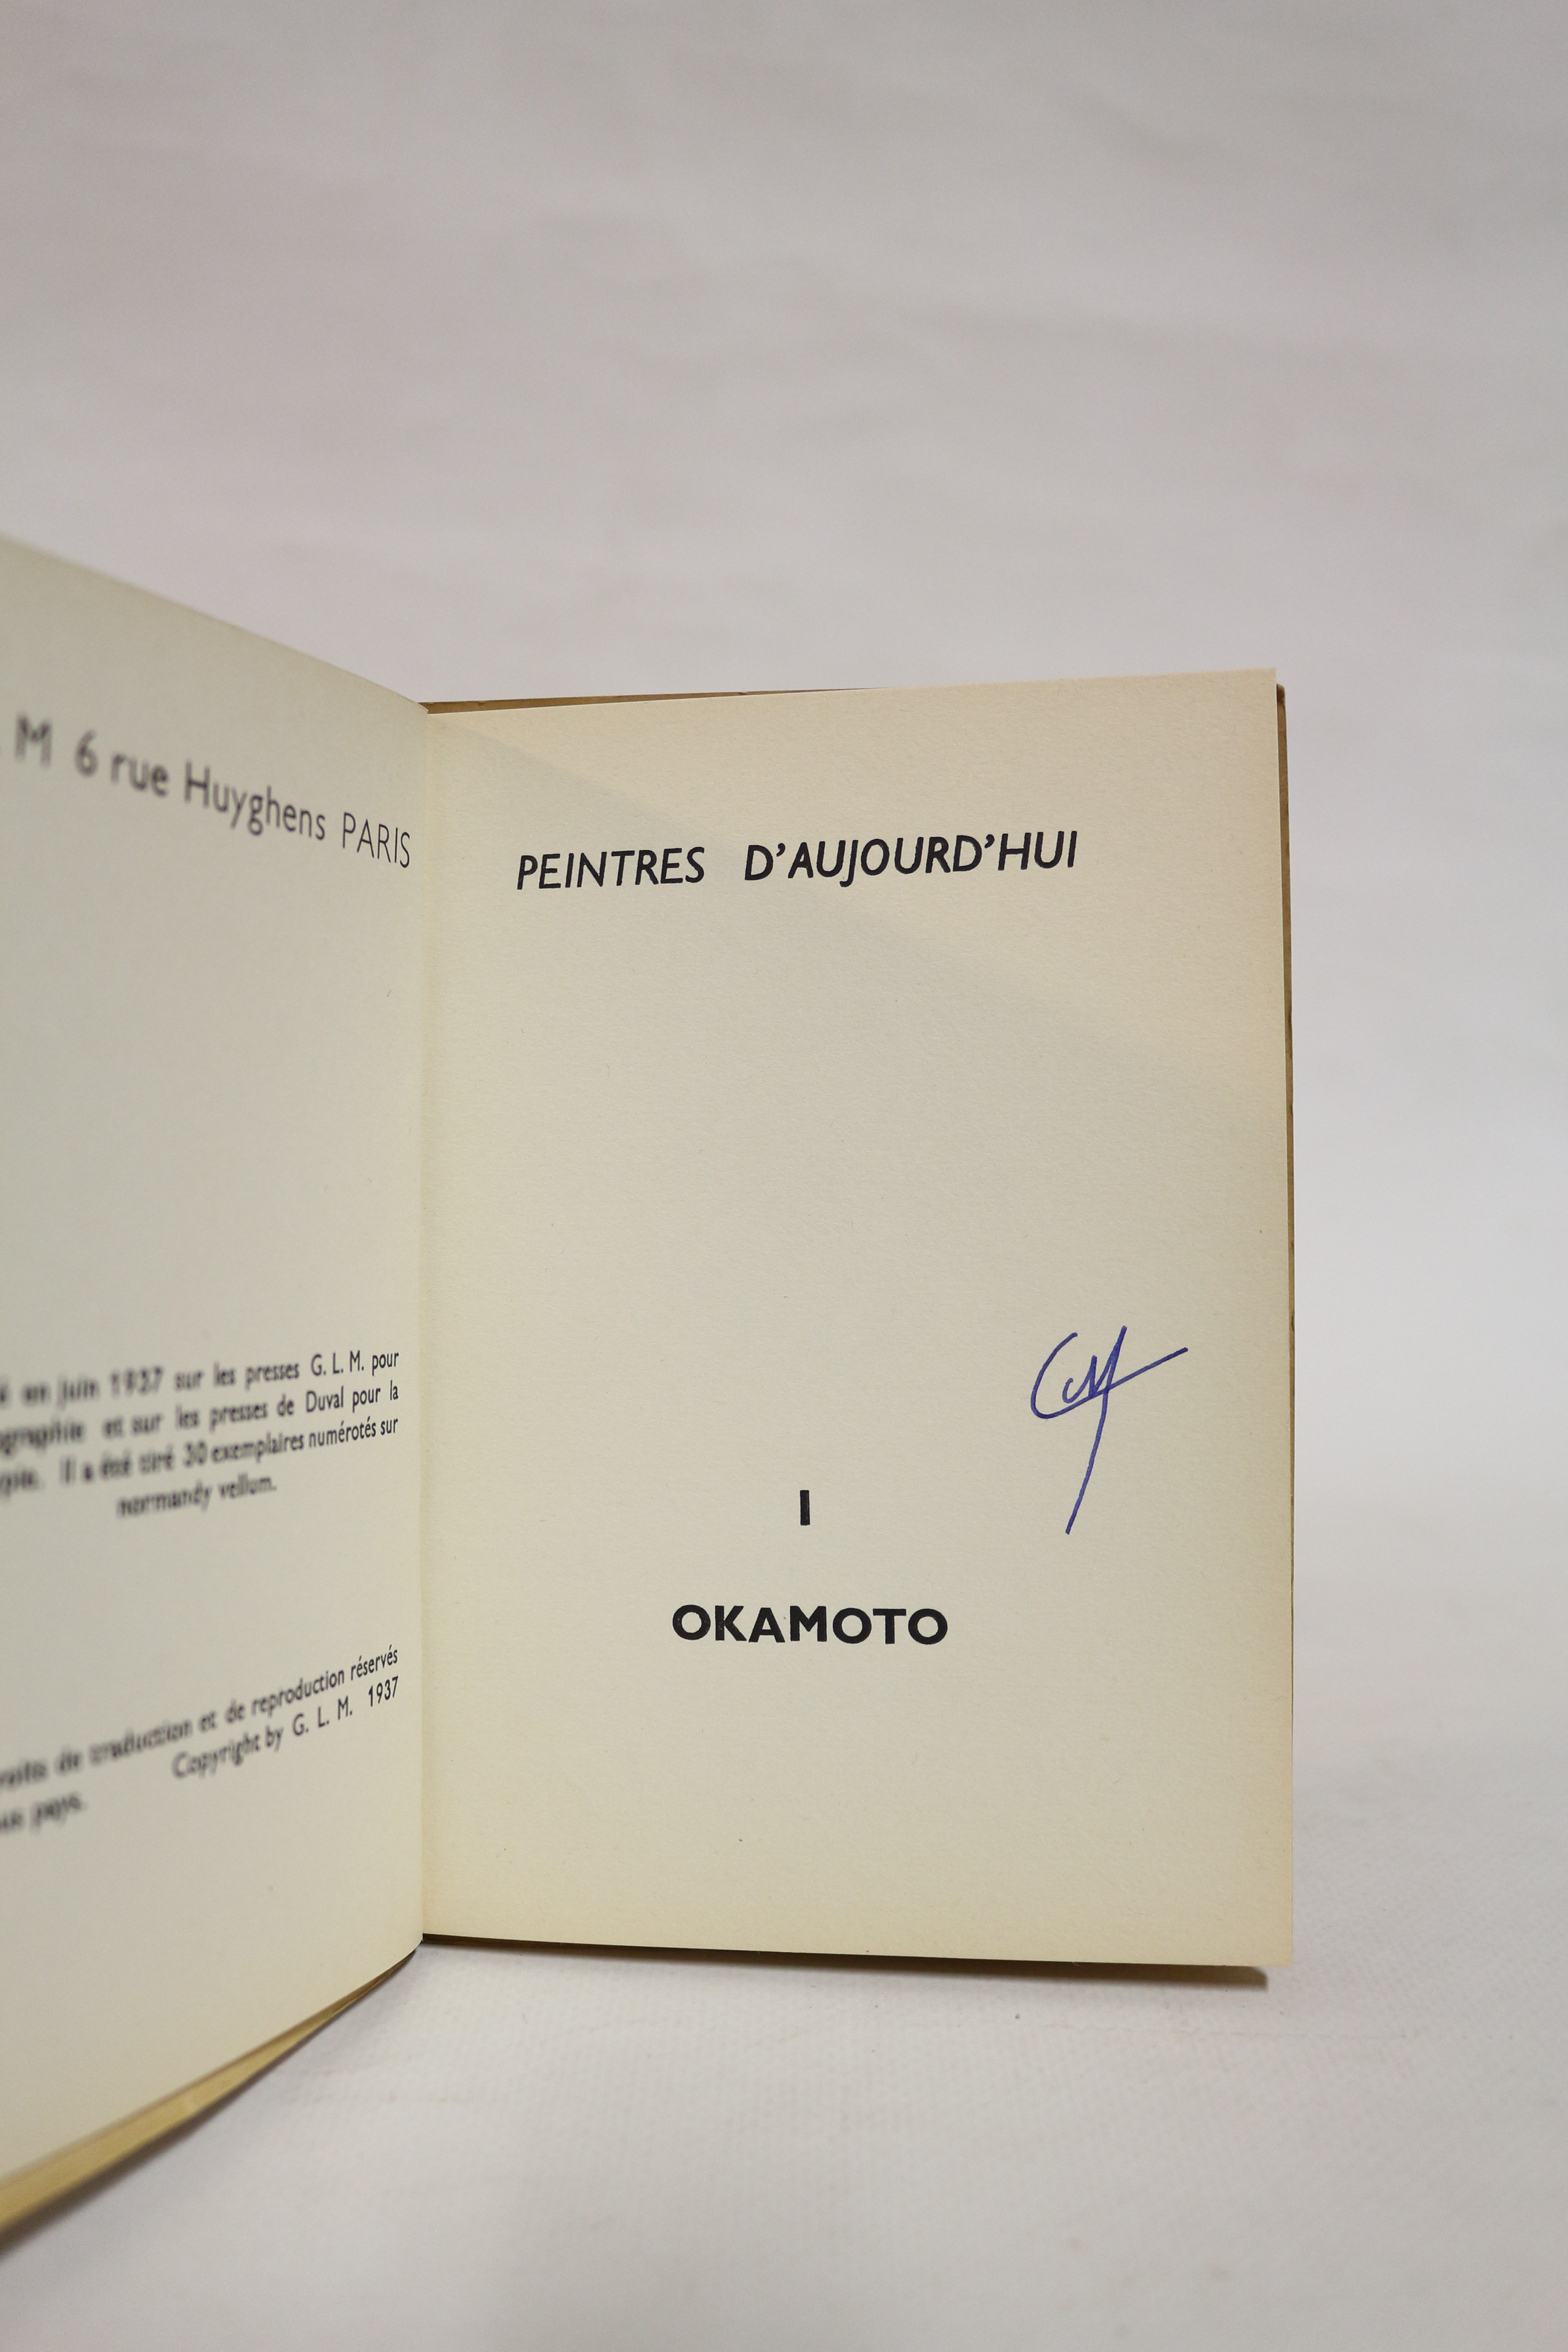 M 6 rue Huyghens PARIS
en juin 1937 sur les presses G. L. M. pour
et sur les presses de Duval pour la
Il a été tiré 30 exemplaires numérotés sur
normandy vellum.
de traduction et de reproduction réservés
pays.
Copyright by G. L. M. 1937
PEINTRES D'AUJOURD'HUI
I
OKAMOTO